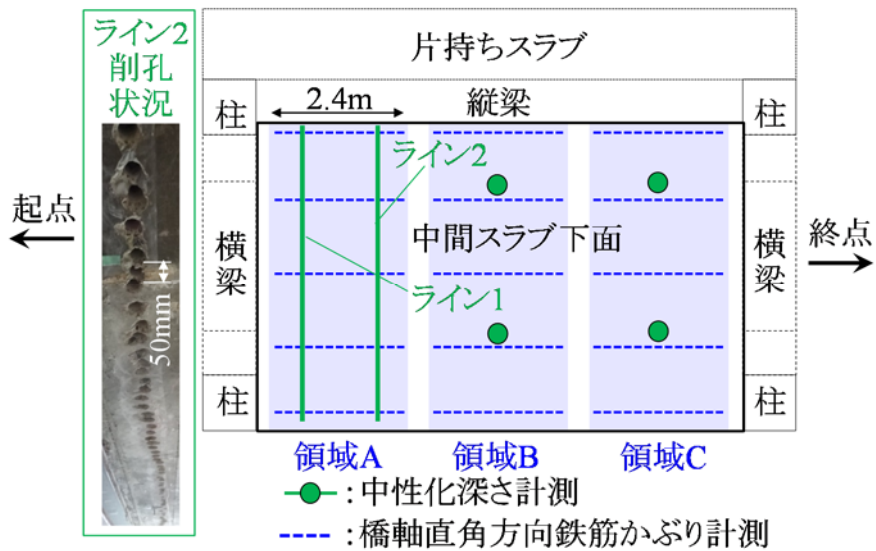 ライン2
削孔
状況
50mm
起点
片持ちスラブ
柱
縦梁
柱
2.4m
ライン2
中間スラブ下面
ライン1
横梁
横梁
終点
柱
柱
領域A
領域B
領域C
：中性化深さ計測
：橋軸直角方向鉄筋かぶり計測